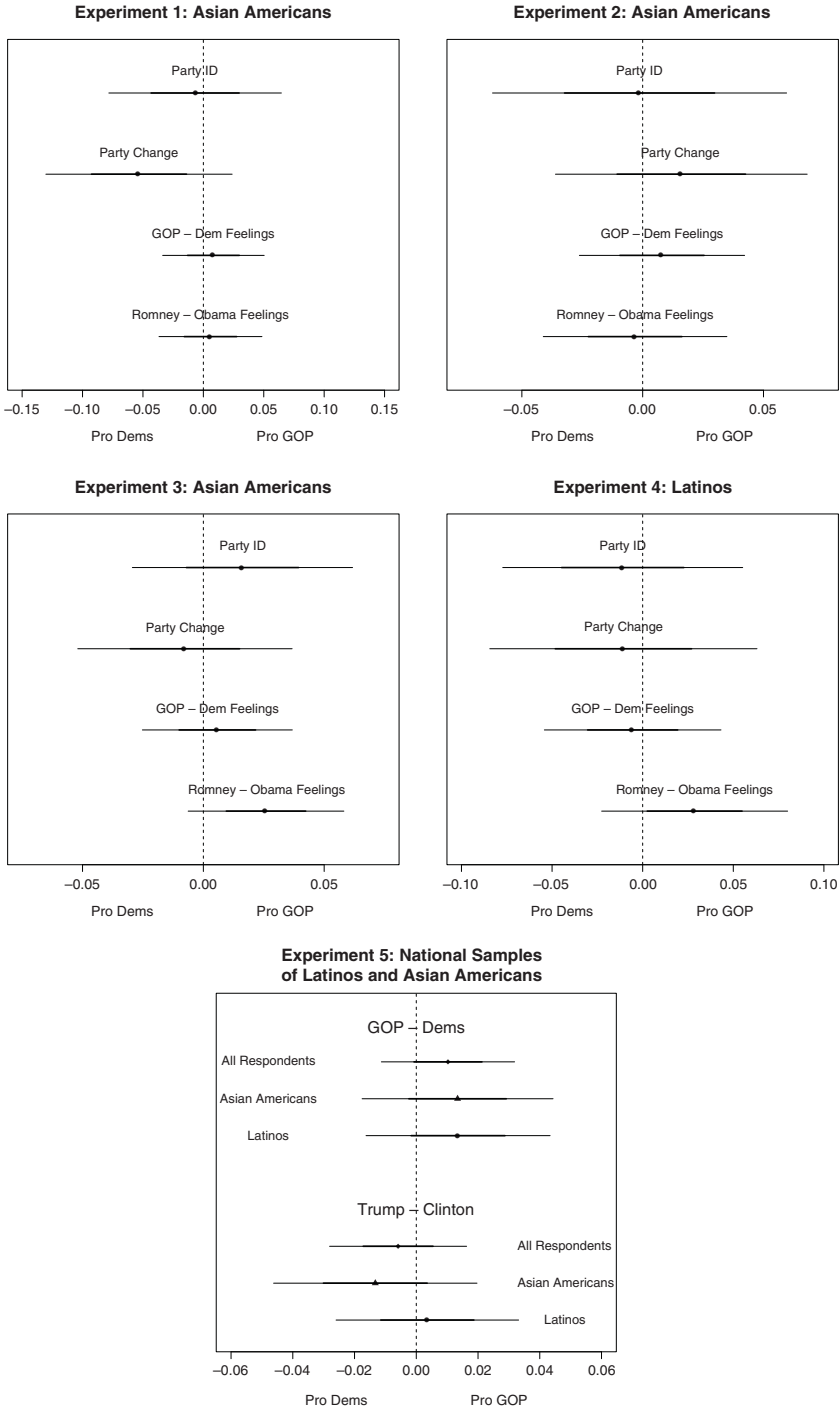 Experiment 1: Asian Americans
Party ID
Party Change
GOP – Dem Feelings
Romney – Obama Feelings
–0.15 –0.10 –0.05 0.00 0.05 0.10 0.15
Pro Dems Pro GOP
Experiment 2: Asian Americans
Party ID
Party Change
GOP – Dem Feelings
Romney – Obama Feelings
–0.05 0.00 0.05
Pro Dems Pro GOP
Experiment 3: Asian Americans
Party ID
Party Change
GOP – Dem Feelings
Romney – Obama Feelings
–0.05 0.00 0.05
Pro Dems Pro GOP
Experiment 4: Latinos
Party ID
Party Change
GOP – Dem Feelings
Romney – Obama Feelings
–0.10 –0.05 0.00 0.05 0.10
Pro Dems Pro GOP
Experiment 5: National Samples
of Latinos and Asian Americans
GOP – Dems
All Respondents
Asian Americans
Latinos
Trump – Clinton
All Respondents
Asian Americans
Latinos
–0.06 –0.04 –0.02 0.00 0.02 0.04 0.06
Pro Dems Pro GOP